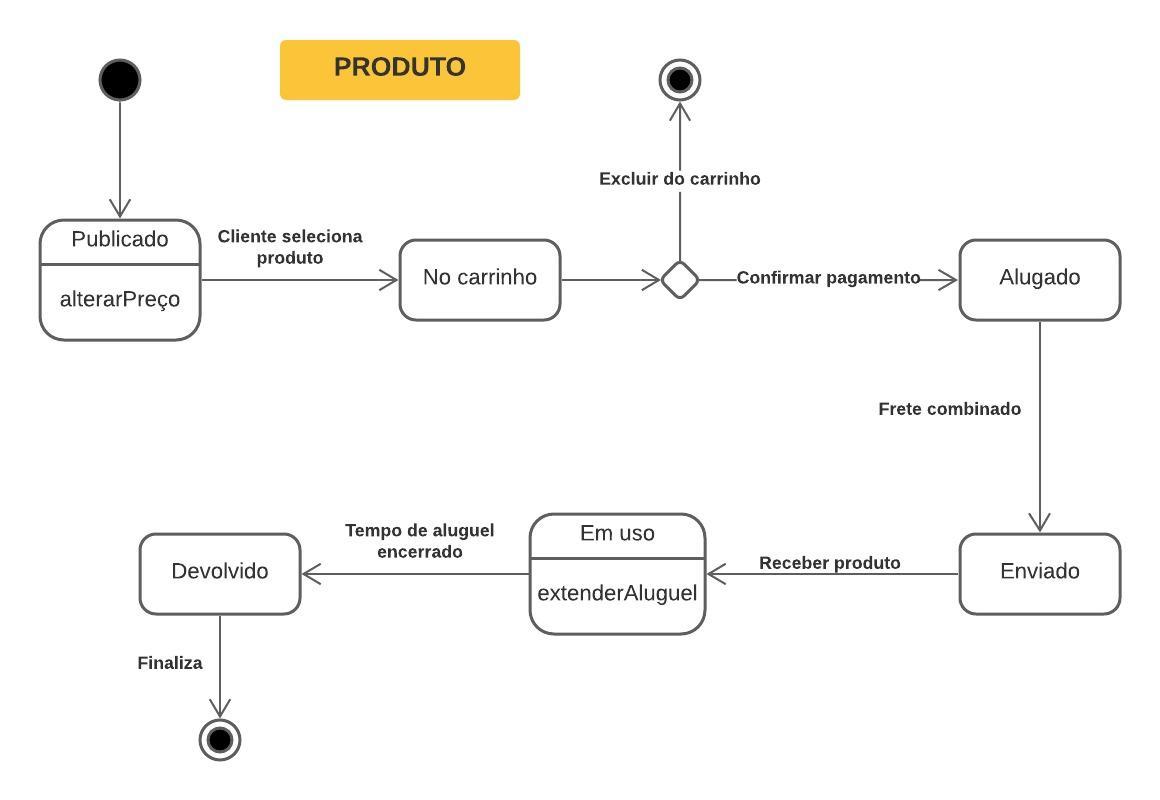 PRODUTO
Excluir do carrinho
Publicado
alterarPreço
Cliente seleciona
produto
No carrinho
Confirmar pagamento
Alugado
Frete combinado
Devolvido
Tempo de aluguel
encerrado
Em uso
extenderAluguel
Receber produto
Enviado
Finaliza